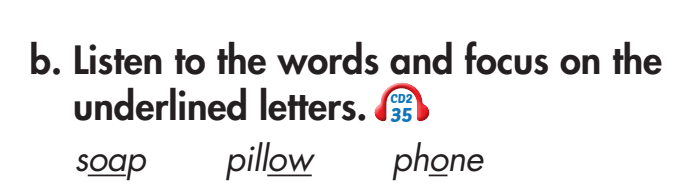 b. Listen to the words and focus on the
underlined letters. CD2 35
soap pillow phone